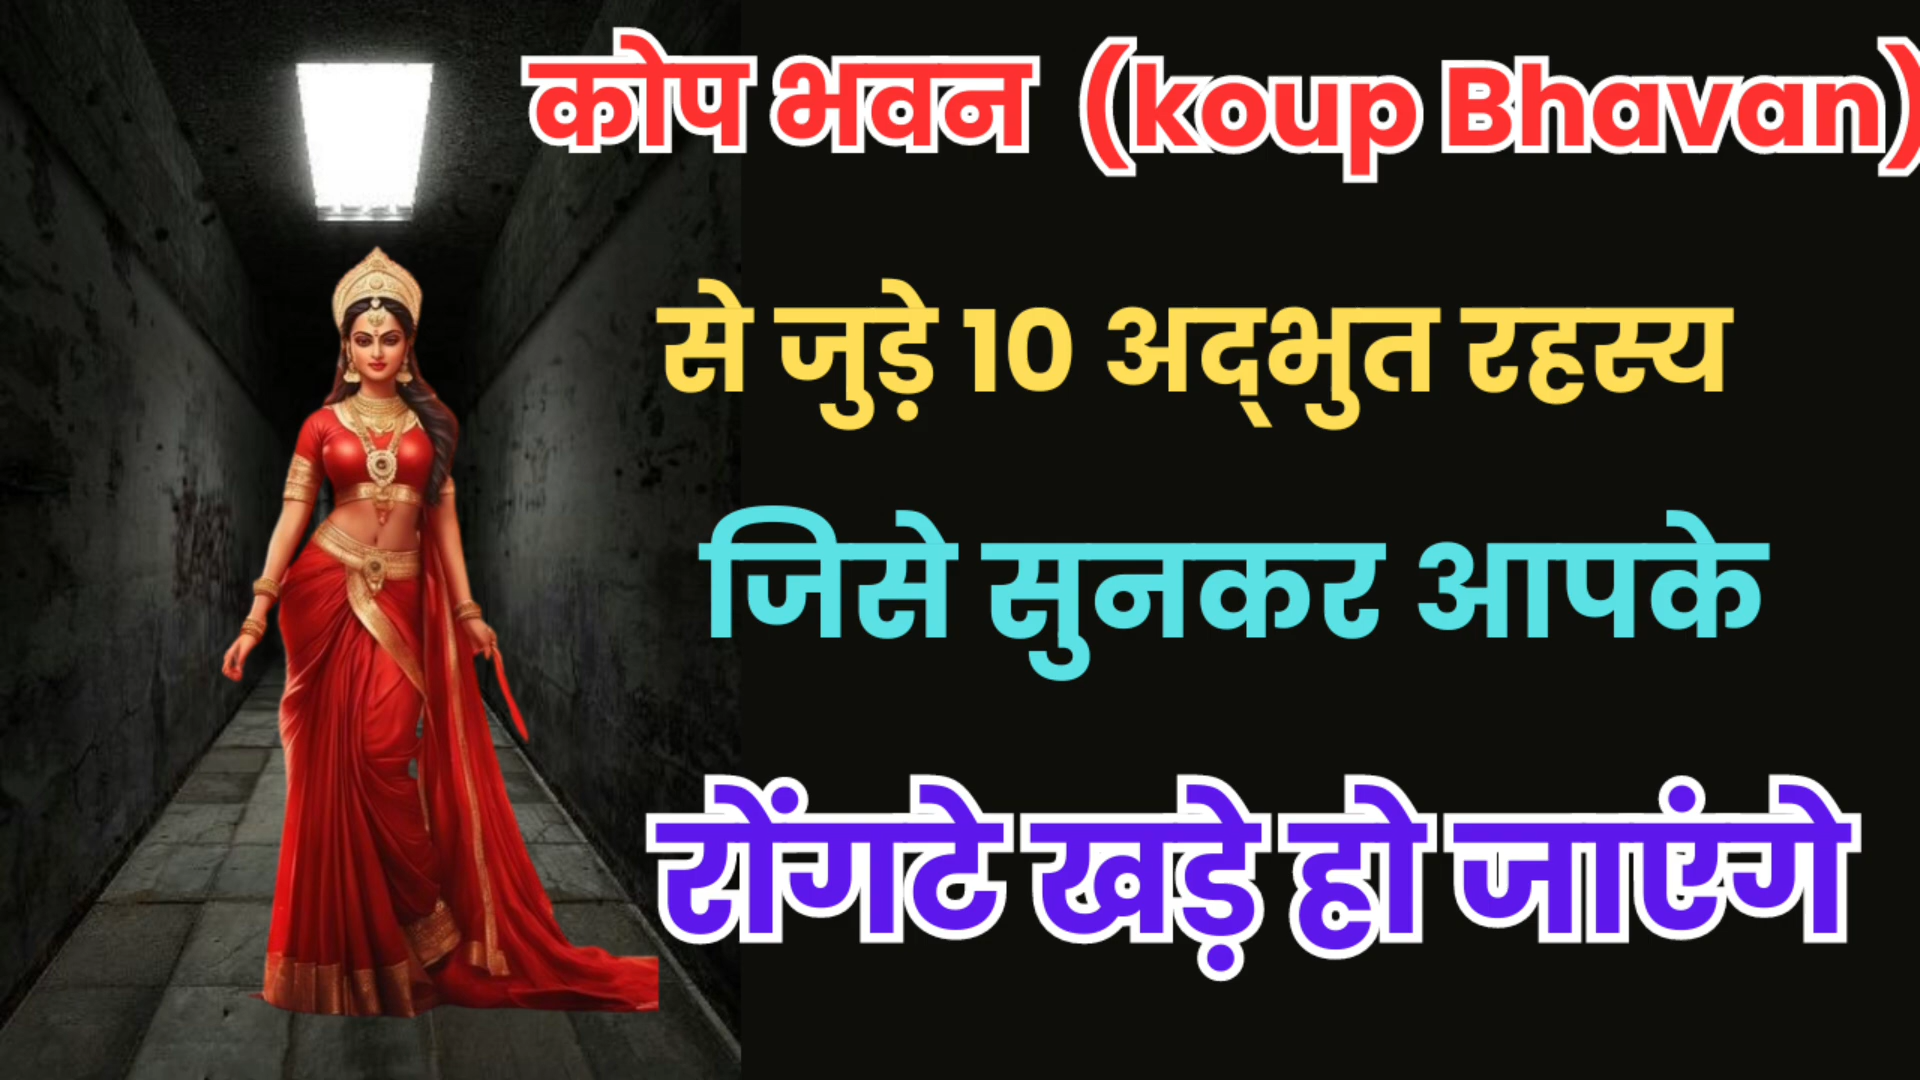 कोप भवन (koup Bhavan)
से जुड़े 10 अद्‌भुत रहस्य
जिसे सुनकर आपके
रोंगटे खड़े हो जाएंगे